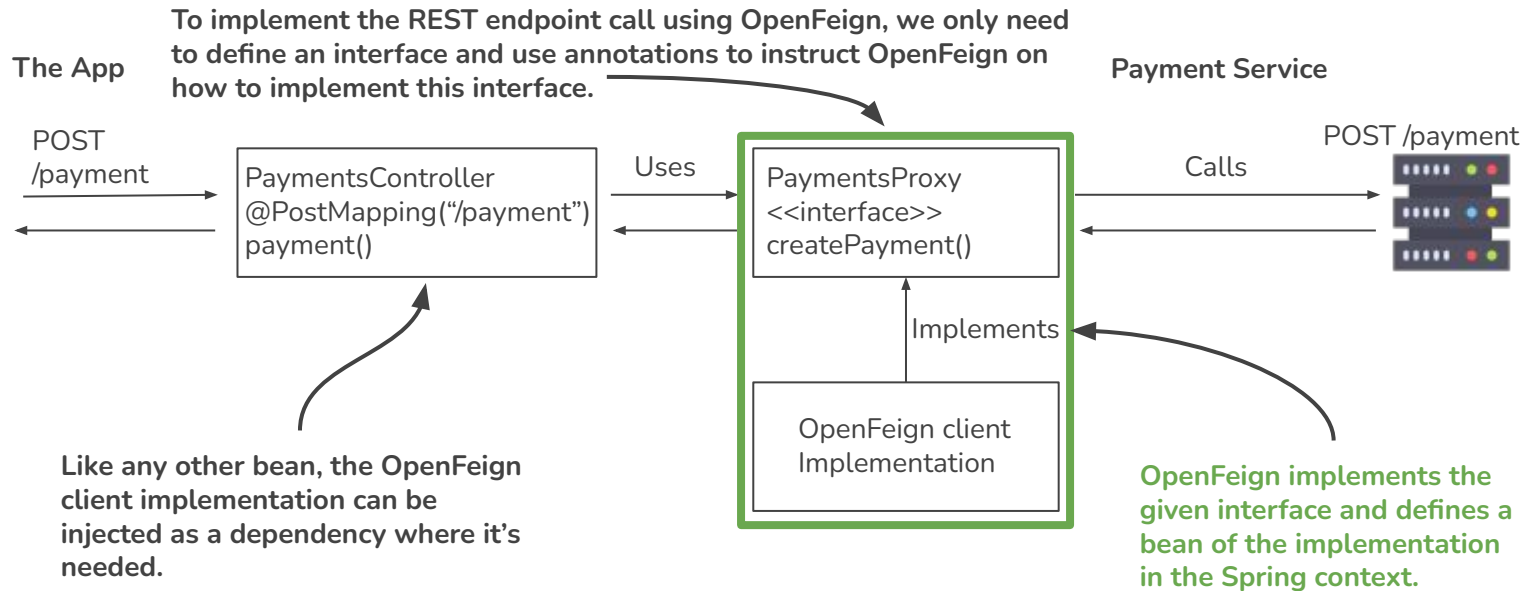 To implement the REST endpoint call using OpenFeign, we only need
to define an interface and use annotations to instruct OpenFeign on
how to implement this interface.
The App
Payment Service
POST
/payment
PaymentsController
@PostMapping(“/payment”)
payment()
Uses
PaymentsProxy
<<interface>>
createPayment()
Calls
POST /payment
Implements
OpenFeign client
Implementation
Like any other bean, the OpenFeign
client implementation can be
injected as a dependency where it’s
needed.
OpenFeign implements the
given interface and defines a
bean of the implementation
in the Spring context.